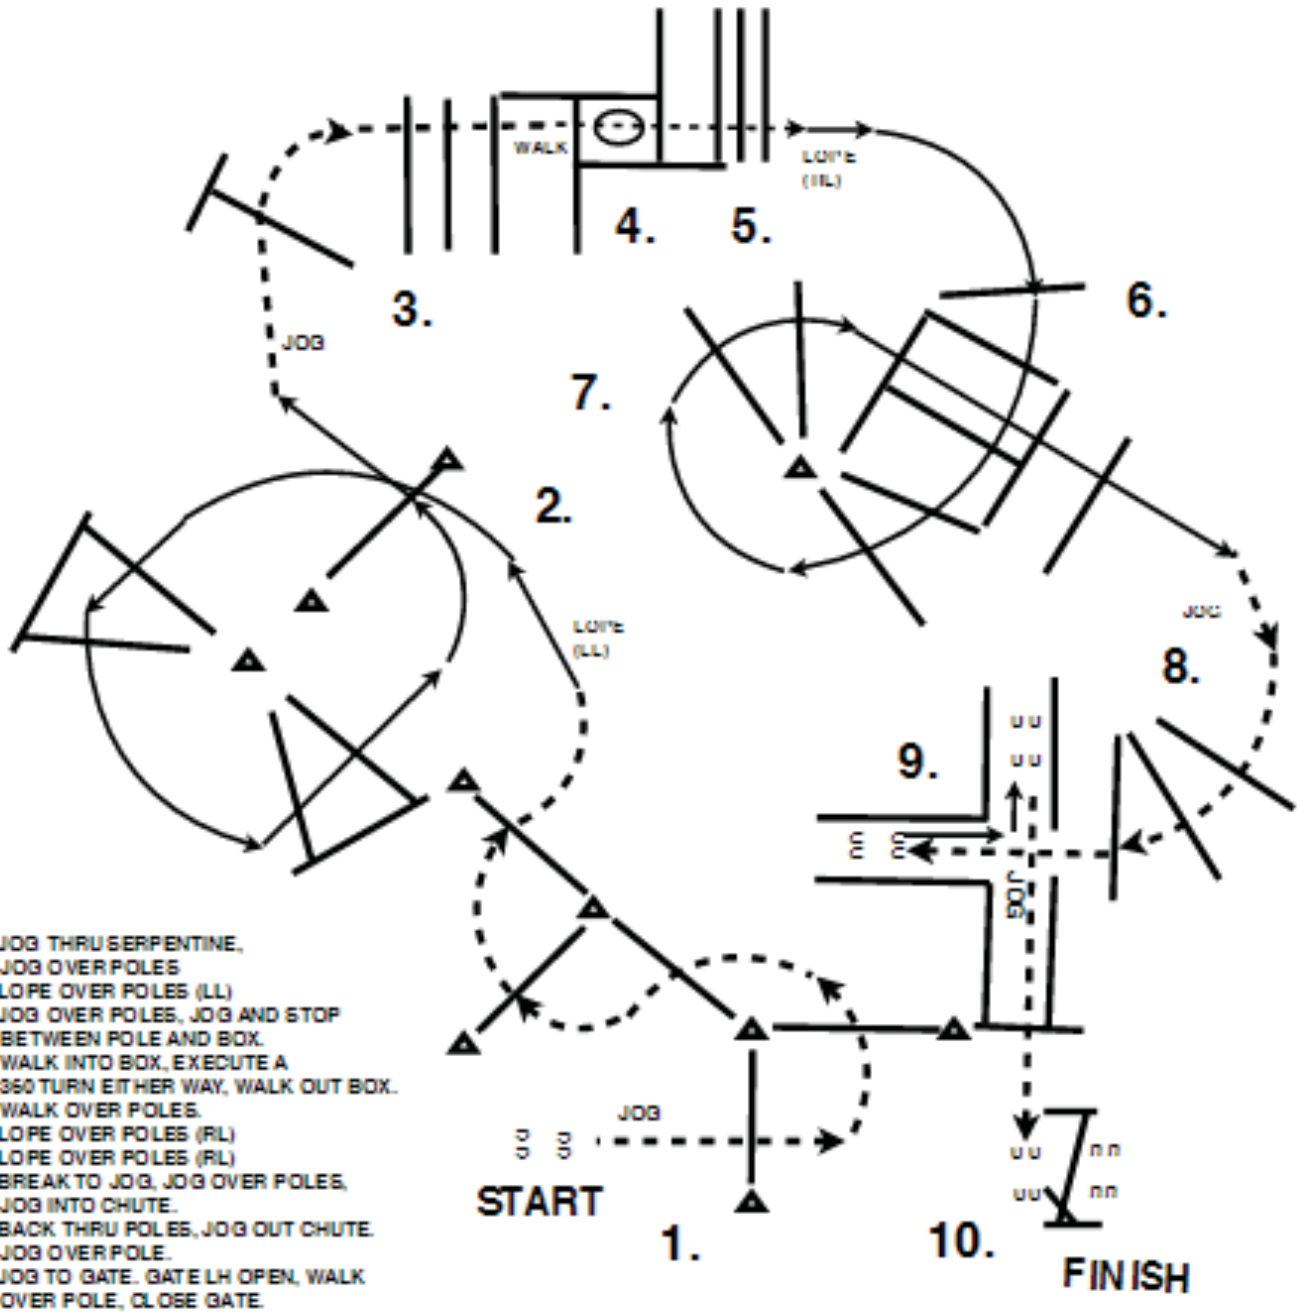 WALK
LOPE
(RL)
4.
5.
3.
6.
JOG
7.
2.
LOPE
(LL)
JOG
8.
9.
JOG
JOG THRU SERPENTINE,
JOG OVER POLES
LOPE OVER POLES (LL)
JOG OVER POLES, JOG AND STOP
BETWEEN POLE AND BOX.
WALK INTO BOX, EXECUTE A
360 TURN EITHER WAY, WALK OUT BOX.
WALK OVER POLES.
LOPE OVER POLES (RL)
LOPE OVER POLES (RL)
BREAK TO JOG, JOG OVER POLES,
JOG INTO CHUTE.
BACK THRU POLES, JOG OUT CHUTE.
JOG OVER POLE.
JOG TO GATE. GATE LH OPEN, WALK
OVER POLE, CLOSE GATE.
JOG
START
1.
10.
FINISH